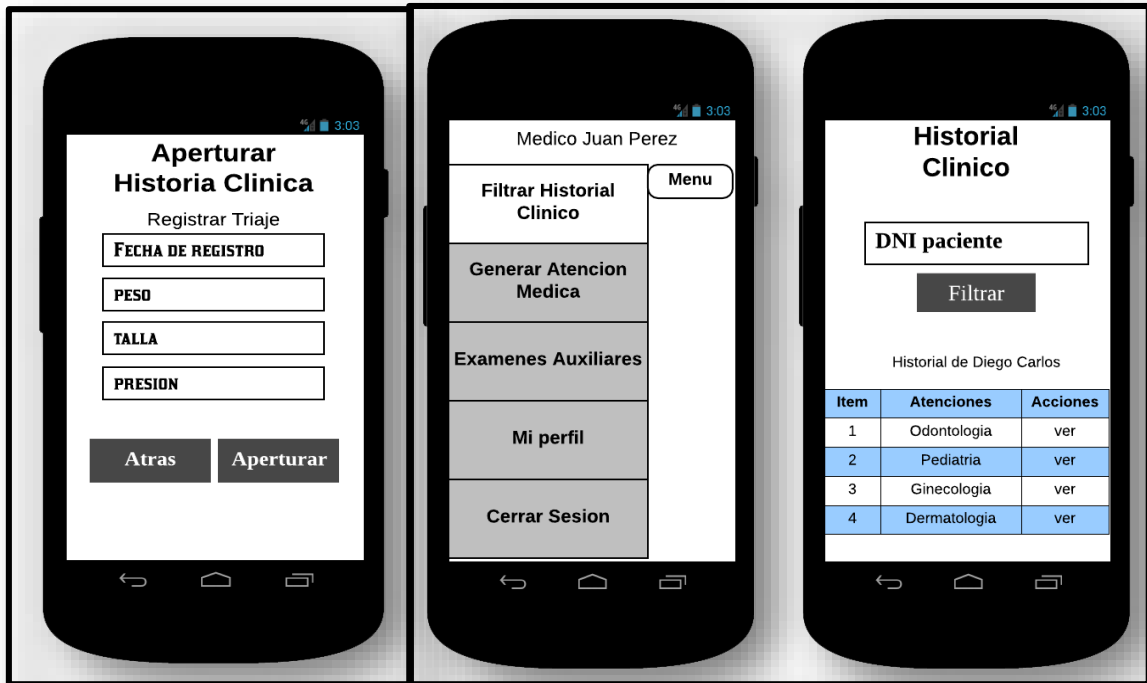 4G 3:03
Aperturar
Historia Clinica
Registrar Triaje
FECHA DE REGISTRO
PESO
TALLA
PRESION
Atras Aperturar
4G 3:03
Medico Juan Perez
Menu
Filtrar Historial
Clinico
Generar Atencion
Medica
Examenes Auxiliares
Mi perfil
Cerrar Sesion
4G 3:03
Historial
Clinico
DNI paciente
Filtrar
Historial de Diego Carlos
Item Atenciones Acciones
1 Odontologia ver
2 Pediatria ver
3 Ginecologia ver
4 Dermatologia ver